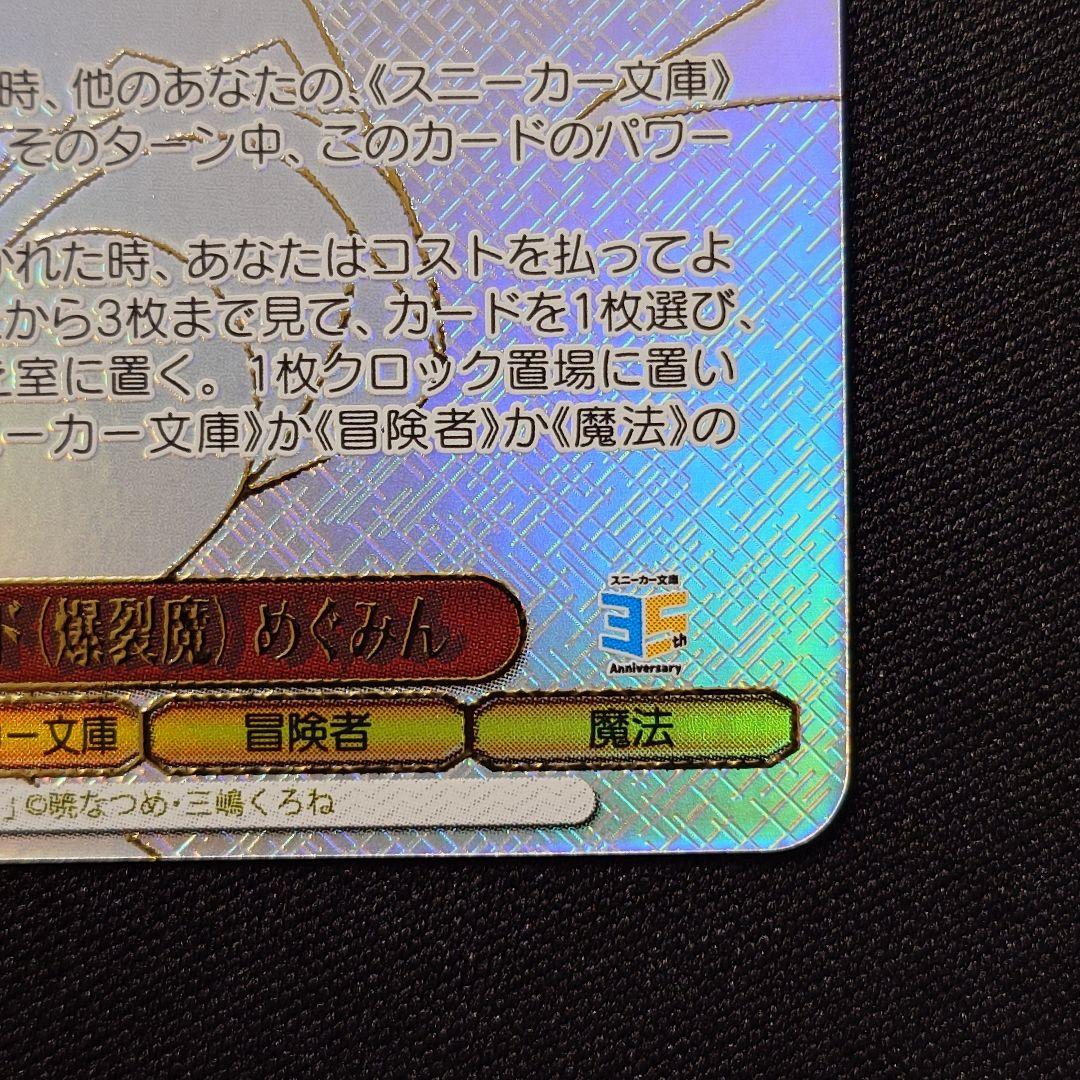 時、他のあなたの、《スニーカー文庫》
そのターン中、このカードのパワー
れた時、あなたはコストを払ってよ
から3枚まで見て、カードを1枚選び、
室に置く。1枚クロック置場に置い
ーカー文庫》か《冒険者》か《魔法》の
スニーカー文庫
35th
Anniversary
ド（爆裂魔）めぐみん
ー文庫 冒険者 魔法
」©暁なつめ・三嶋くろね